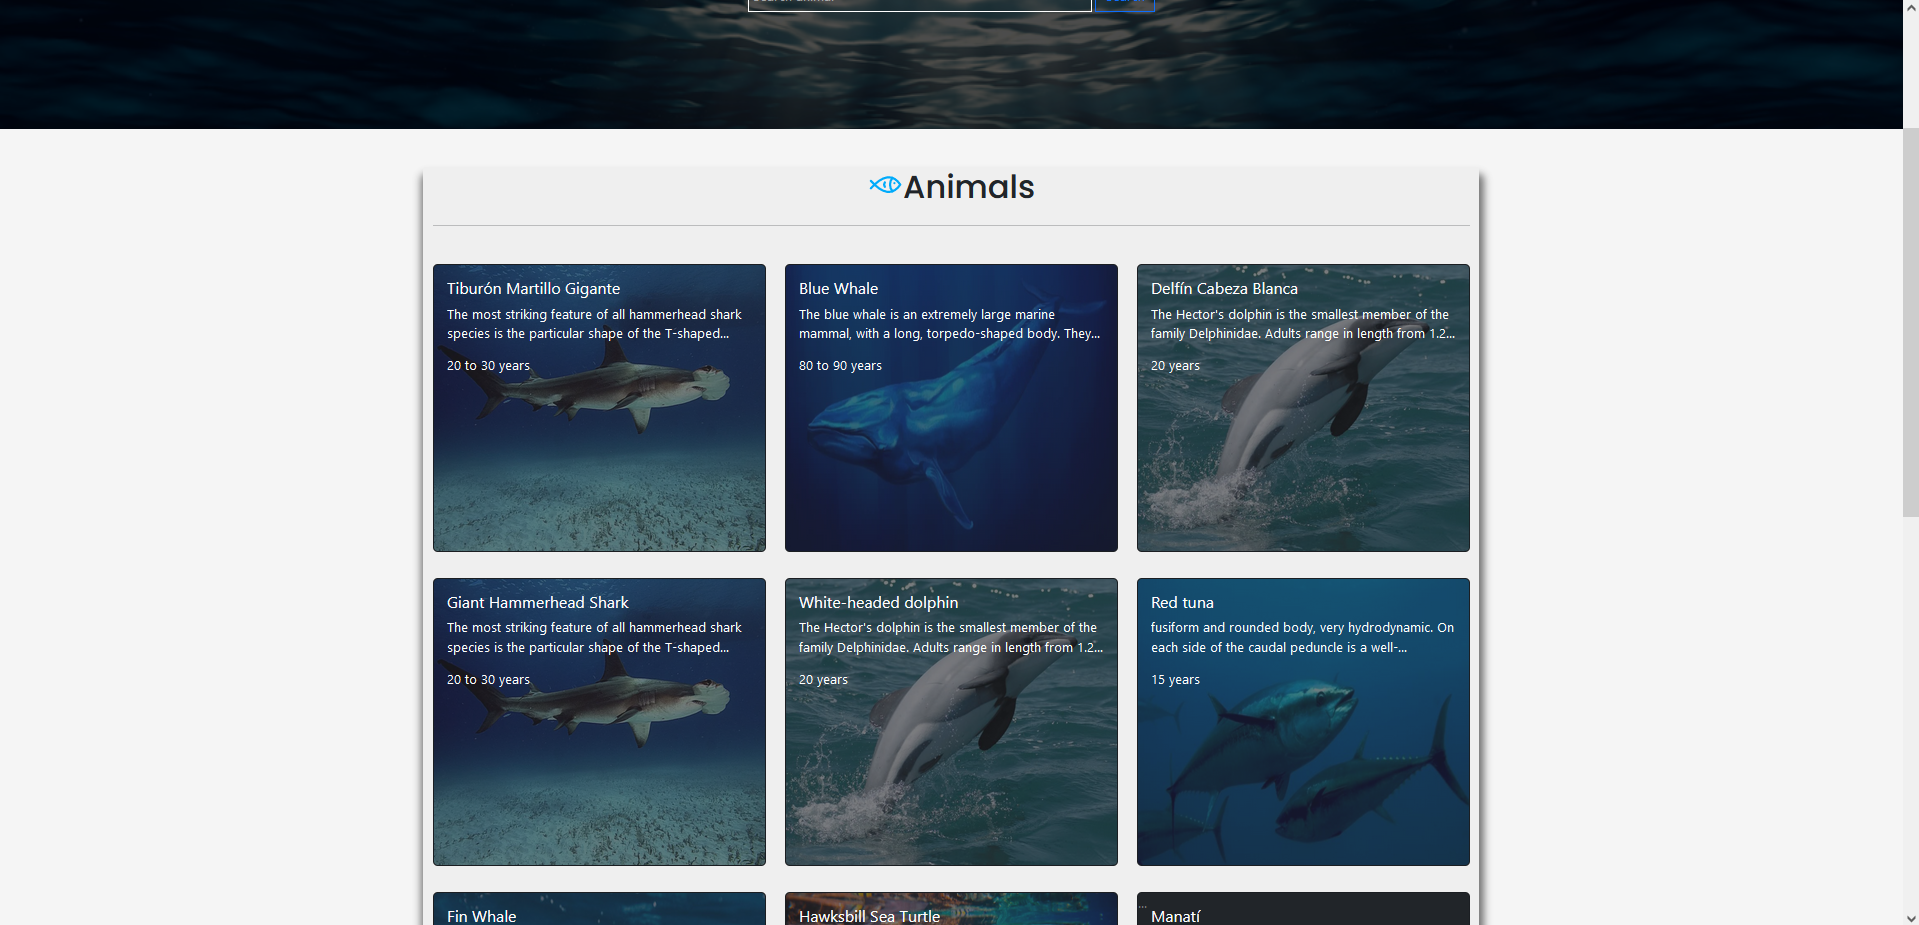 Animals
Tiburón Martillo Gigante
The most striking feature of all hammerhead shark
species is the particular shape of the T-shaped...
20 to 30 years
Blue Whale
The blue whale is an extremely large marine
mammal, with a long, torpedo-shaped body. They...
80 to 90 years
Delfín Cabeza Blanca
The Hector's dolphin is the smallest member of the
family Delphinidae. Adults range in length from 1.2...
20 years
Giant Hammerhead Shark
The most striking feature of all hammerhead shark
species is the particular shape of the T-shaped...
20 to 30 years
White-headed dolphin
The Hector's dolphin is the smallest member of the
family Delphinidae. Adults range in length from 1.2...
20 years
Red tuna
fusiform and rounded body, very hydrodynamic. On
each side of the caudal peduncle is a well-...
15 years
Fin Whale
Hawksbill Sea Turtle
...
Manatí